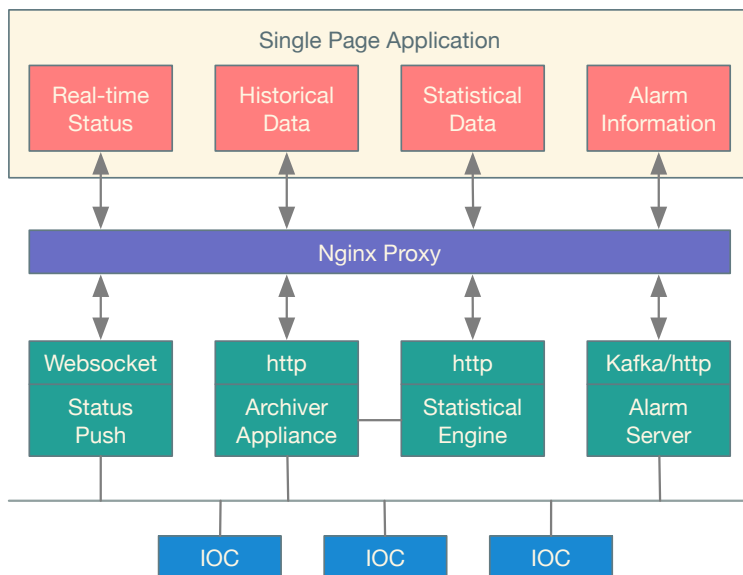 Single Page Application
Real-time
Status
Historical
Data
Statistical
Data
Alarm
Information
Nginx Proxy
Websocket
Status
Push
http
Archiver
Appliance
http
Statistical
Engine
Kafka/http
Alarm
Server
IOC
IOC
IOC